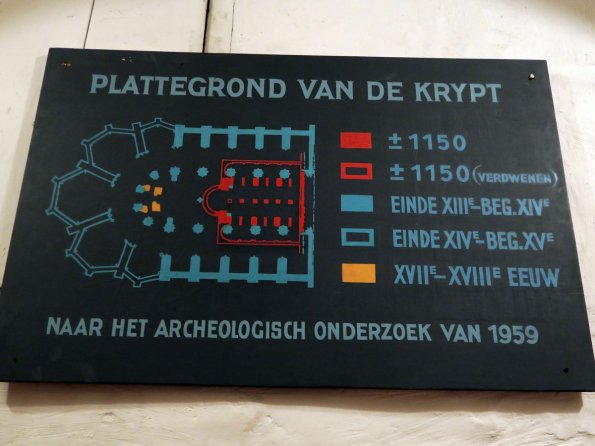 PLATTEGROND VAN DE KRYPT
± 1150
± 1150 (VERDWENEN)
EINDE XIIIE-BEG.XIVE
EINDE XIVE-BEG.XVE
XVIIE-XVIIIE EEUW
NAAR HET ARCHEOLOGISCH ONDERZOEK VAN 1959